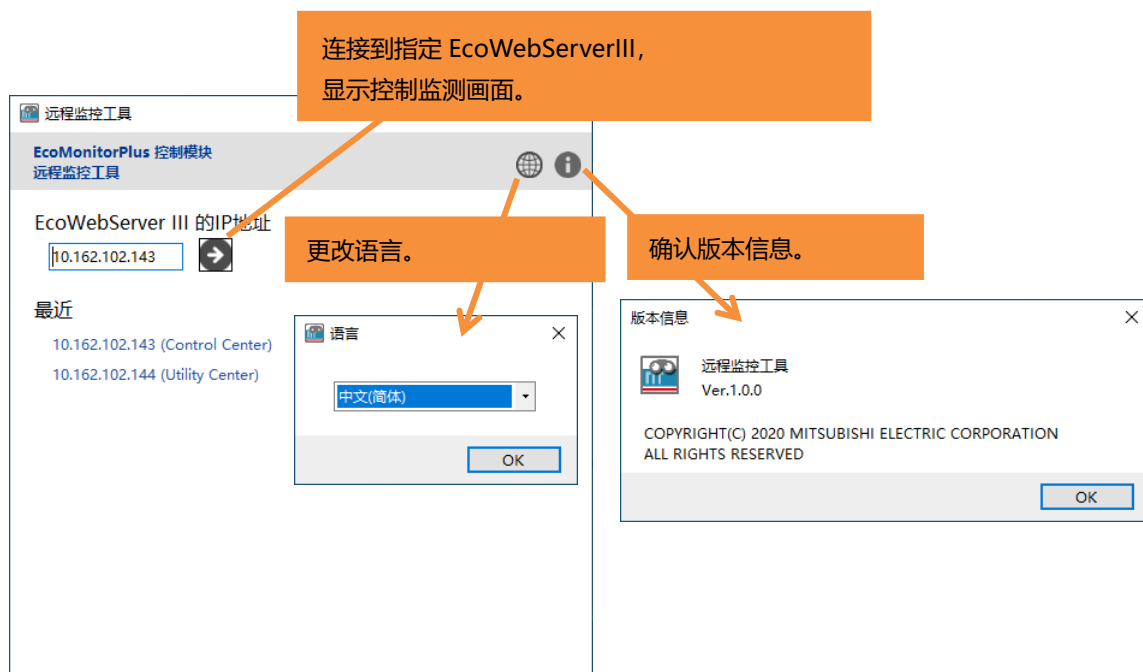 连接到指定 EcoWebServerIII，
显示控制监测画面。
远程监控工具
EcoMonitorPlus 控制模块
远程监控工具
EcoWebServer III 的IP地址
10.162.102.143
更改语言。
确认版本信息。
最近
10.162.102.143 (Control Center)
10.162.102.144 (Utility Center)
语言
中文(简体)
OK
版本信息
远程监控工具
Ver.1.0.0
COPYRIGHT(C) 2020 MITSUBISHI ELECTRIC CORPORATION
ALL RIGHTS RESERVED
OK